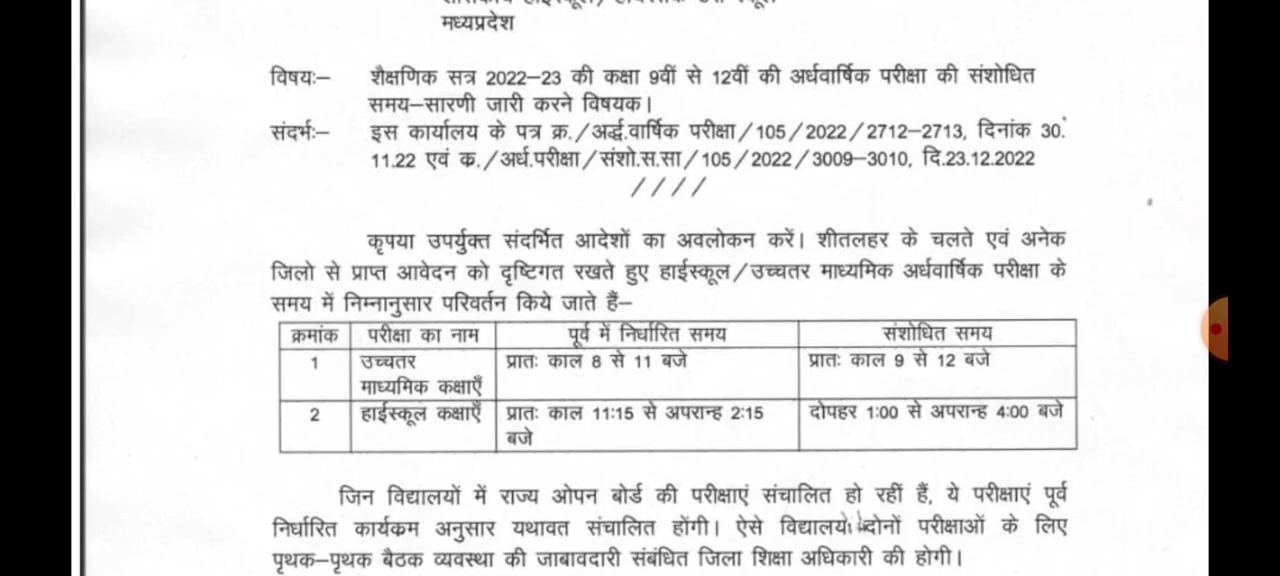 मध्यप्रदेश
विषयः– शैक्षणिक सत्र 2022–23 की कक्षा 9वीं से 12वीं की अर्धवार्षिक परीक्षा की संशोधित
समय–सारणी जारी करने विषयक।
संदर्भः– इस कार्यालय के पत्र क्र./अर्द्ध.वार्षिक परीक्षा/105/2022/2712–2713, दिनांक 30.
11.22 एवं क्र./अर्ध.परीक्षा/संशो.स.सा/105/2022/3009–3010, दि.23.12.2022
////
कृपया उपर्युक्त संदर्भित आदेशों का अवलोकन करें। शीतलहर के चलते एवं अनेक
जिलो से प्राप्त आवेदन को दृष्टिगत रखते हुए हाईस्कूल/उच्चतर माध्यमिक अर्धवार्षिक परीक्षा के
समय में निम्नानुसार परिवर्तन किये जाते हैं–
क्रमांक परीक्षा का नाम पूर्व में निर्धारित समय संशोधित समय
1 उच्चतर प्रातः काल 8 से 11 बजे प्रातः काल 9 से 12 बजे
माध्यमिक कक्षाएँ
2 हाईस्कूल कक्षाएँ प्रातः काल 11:15 से अपरान्ह 2:15 दोपहर 1:00 से अपरान्ह 4:00 बजे
बजे
जिन विद्यालयों में राज्य ओपन बोर्ड की परीक्षाएं संचालित हो रहीं हैं, ये परीक्षाएं पूर्व
निर्धारित कार्यकम अनुसार यथावत संचालित होंगी। ऐसे विद्यालयों दोनों परीक्षाओं के लिए
पृथक–पृथक बैठक व्यवस्था की जाबावदारी संबंधित जिला शिक्षा अधिकारी की होगी।